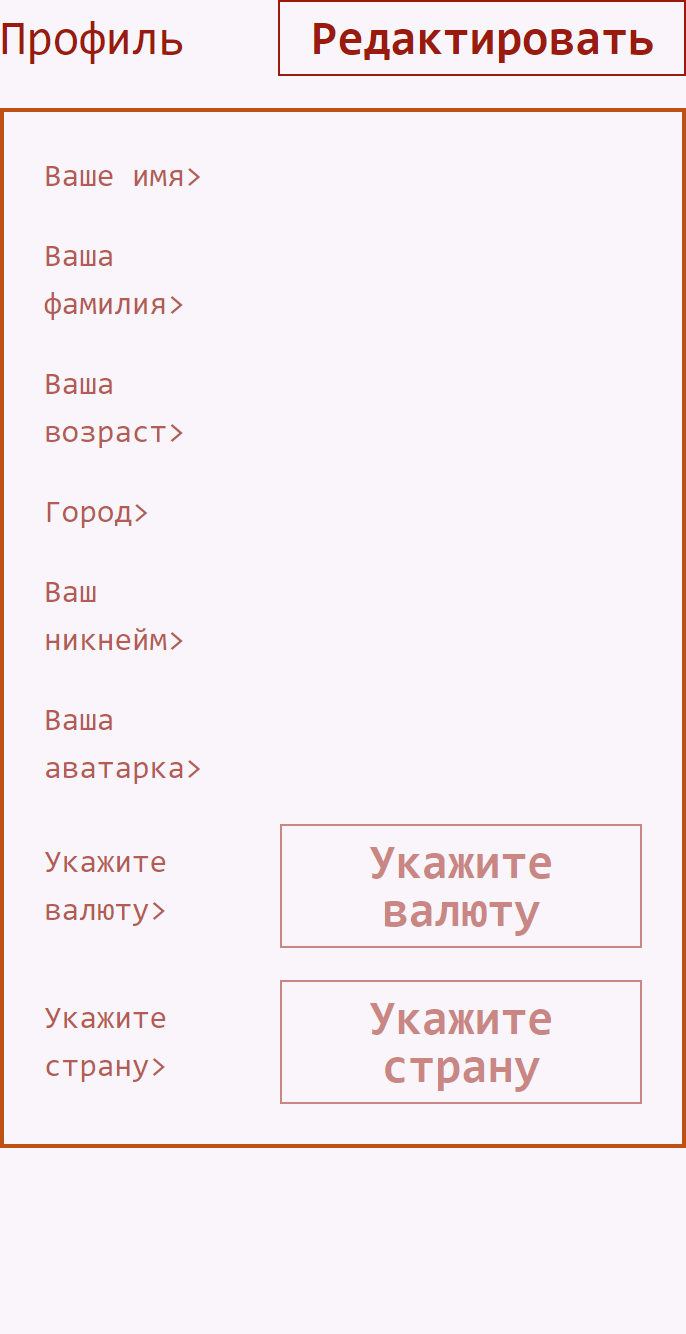 Профиль
Редактировать
Ваше имя>
Ваша
фамилия>
Ваша
возраст>
Город>
Ваш
никнейм>
Ваша
аватарка>
Укажите
валюту>
Укажите
валюту
Укажите
страну>
Укажите
страну